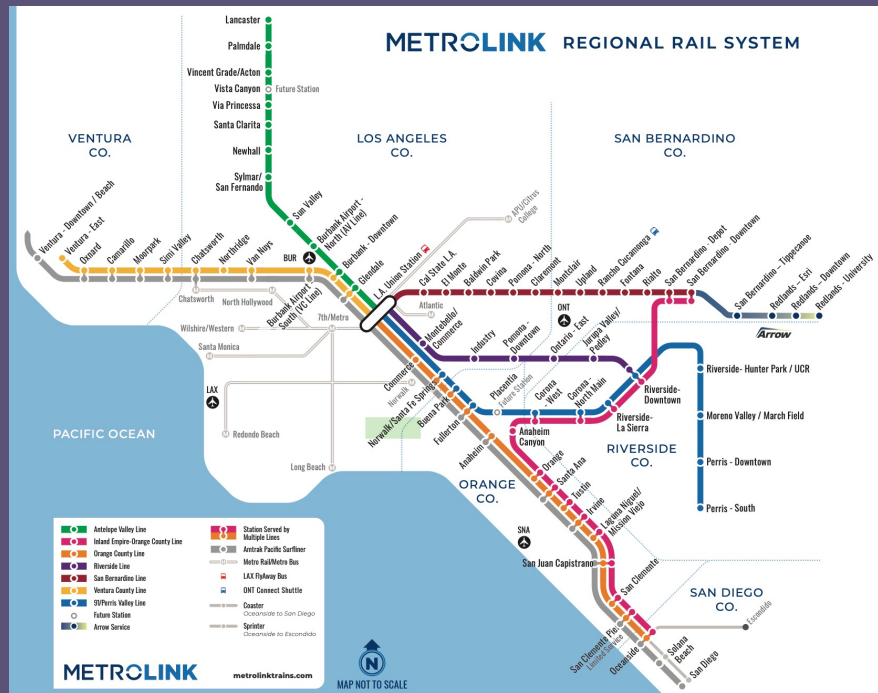 METROLINK REGIONAL RAIL SYSTEM
Lancaster
Palmdale
Vincent Grade/Acton
Vista Canyon
Future Station
Via Princessa
Santa Clarita
Newhall
Sylmar/
San Fernando
VENTURA
CO.
LOS ANGELES
CO.
SAN BERNARDINO
CO.
Sun Valley
Burbank Airport -
North (AV Line)
BUR
Burbank - Downtown
Glendale
L.A. Union Station
Ventura - Downtown / Beach
Ventura - East
Oxnard
Camarillo
Moorpark
Simi Valley
Chatsworth
Northridge
Van Nuys
Burbank Airport -
South (VC Line)
APU/Citrus
College
Cal State L.A.
El Monte
Baldwin Park
Covina
Pomona - North
Claremont
Montclair
Upland
Rancho Cucamonga
Fontana
Rialto
San Bernardino - Depot
San Bernardino - Downtown
San Bernardino - Tippecanoe
Redlands - Esri
Redlands - Downtown
Redlands - University
Arrow
Chatsworth
North Hollywood
Wilshire/Western
7th/Metro
Santa Monica
Atlantic
LAX
Redondo Beach
Long Beach
Norwalk
PACIFIC OCEAN
Montebello/
Commerce
Industry
Pomona -
Downtown
ONT
Ontario - East
Jurupa Valley/
Pedley
Commerce
Norwalk/Santa Fe Springs
Buena Park
Fullerton
Anaheim
Placentia
Future Station
Corona
- West
Corona -
North Main
Riverside-
La Sierra
Riverside-
Downtown
Riverside- Hunter Park / UCR
Moreno Valley / March Field
Perris - Downtown
Perris - South
RIVERSIDE
CO.
ORANGE
CO.
Anaheim
Canyon
Orange
Santa Ana
Tustin
Irvine
Laguna Niguel/
Mission Viejo
SNA
San Juan Capistrano
San Clemente
San Clemente Pier
Limited Service
Oceanside
SAN DIEGO
CO.
Escondido
Solana
Beach
San Diego
Antelope Valley Line
Inland Empire-Orange County Line
Orange County Line
Riverside Line
San Bernardino Line
Ventura County Line
91/Perris Valley Line
Future Station
Arrow Service
Station Served by
Multiple Lines
Amtrak Pacific Surfliner
Metro Rail/Metro Bus
LAX FlyAway Bus
ONT Connect Shuttle
Coaster
Oceanside to San Diego
Sprinter
Oceanside to Escondido
METROLINK
metrolinktrains.com
N
MAP NOT TO SCALE